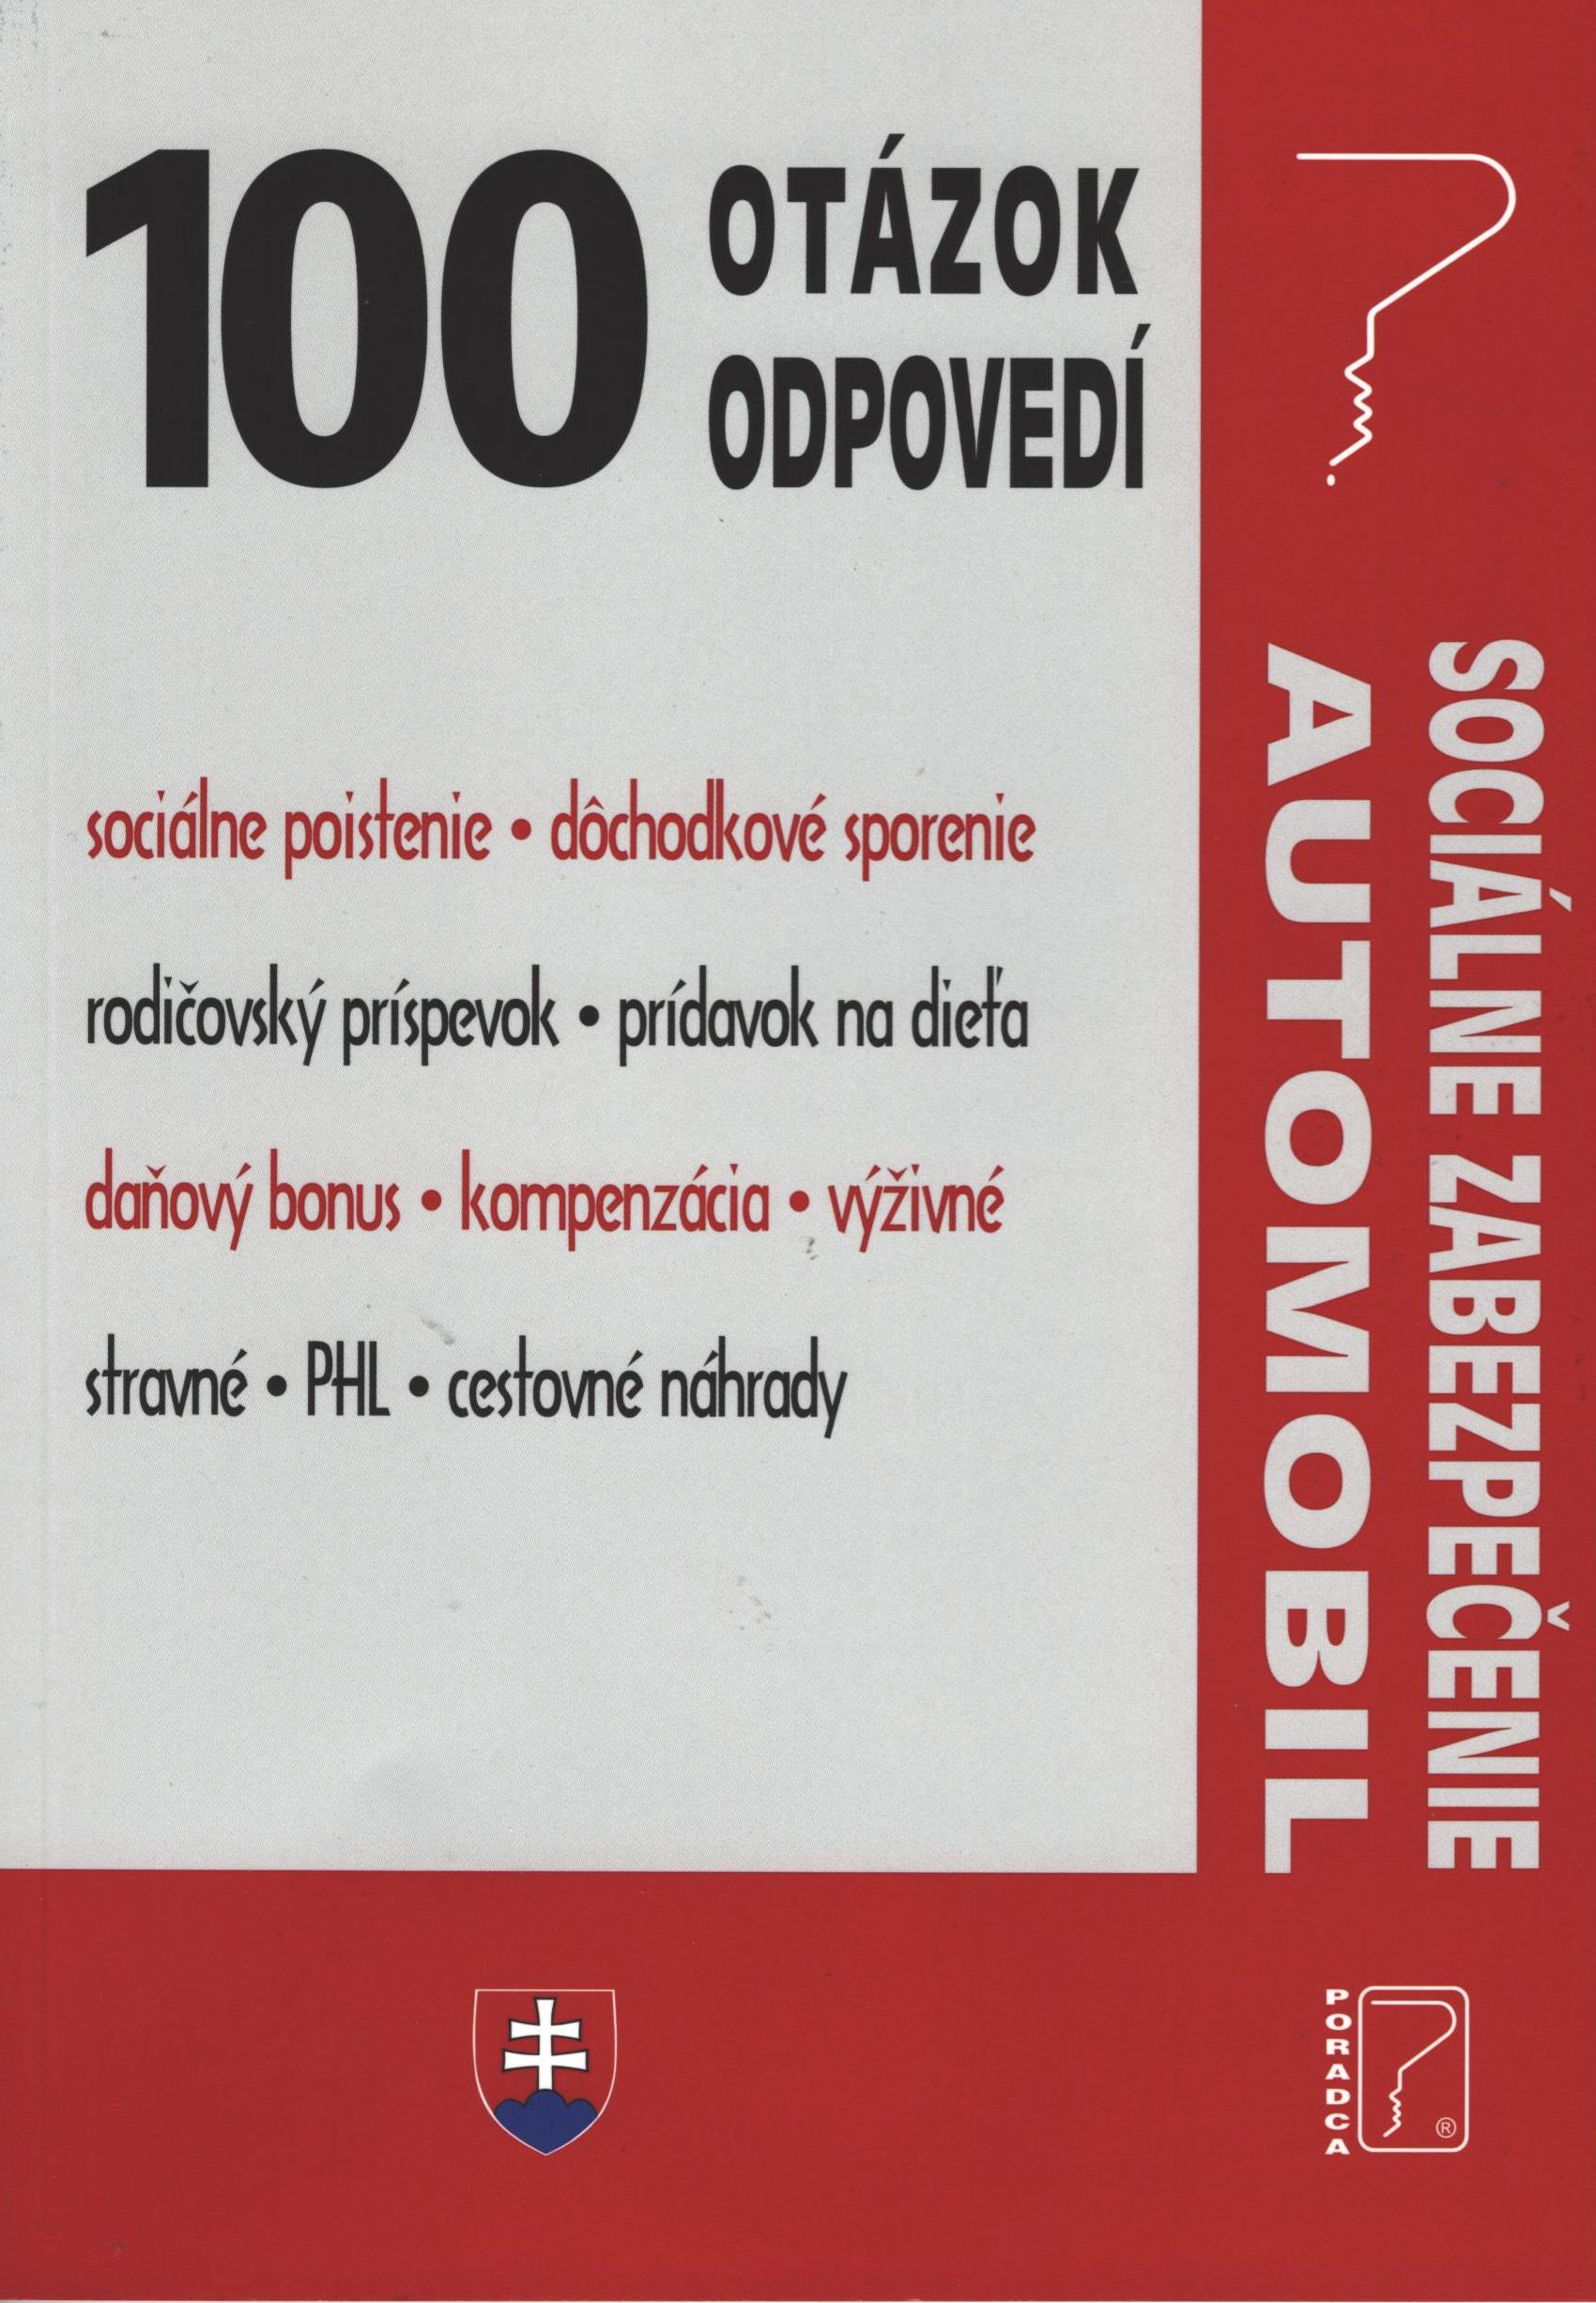 100 OTÁZOK
ODPOVEDÍ
sociálne poistenie • dôchodkové sporenie
rodičovský príspevok • prídavok na dieťa
daňový bonus • kompenzácia • výživné
stravné • PHL • cestovné náhrady
SOCIÁLNE ZABEZPEČENIE
AUTOMOBIL
PORADCA
®